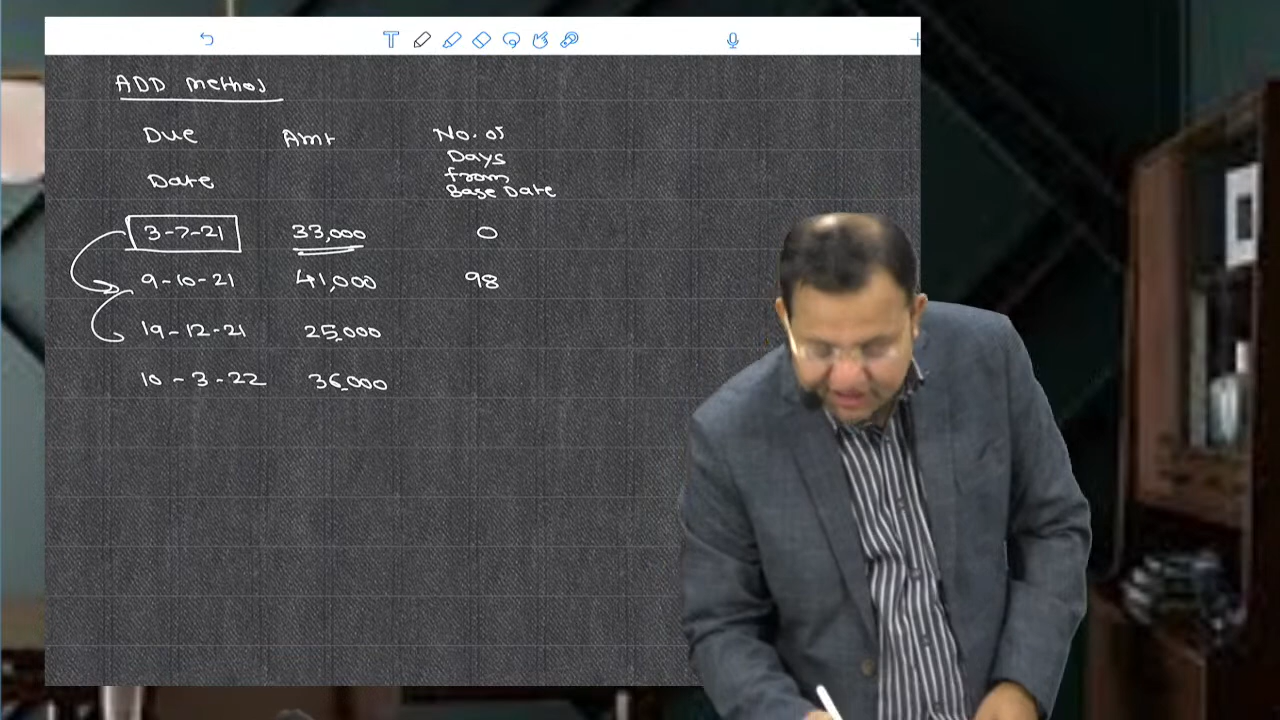 ADD Method
Due Date Amt No. of Days from Base Date
3-7-21 33,000 0
9-10-21 41,000 98
19-12-21 25,000
10-3-22 36,000